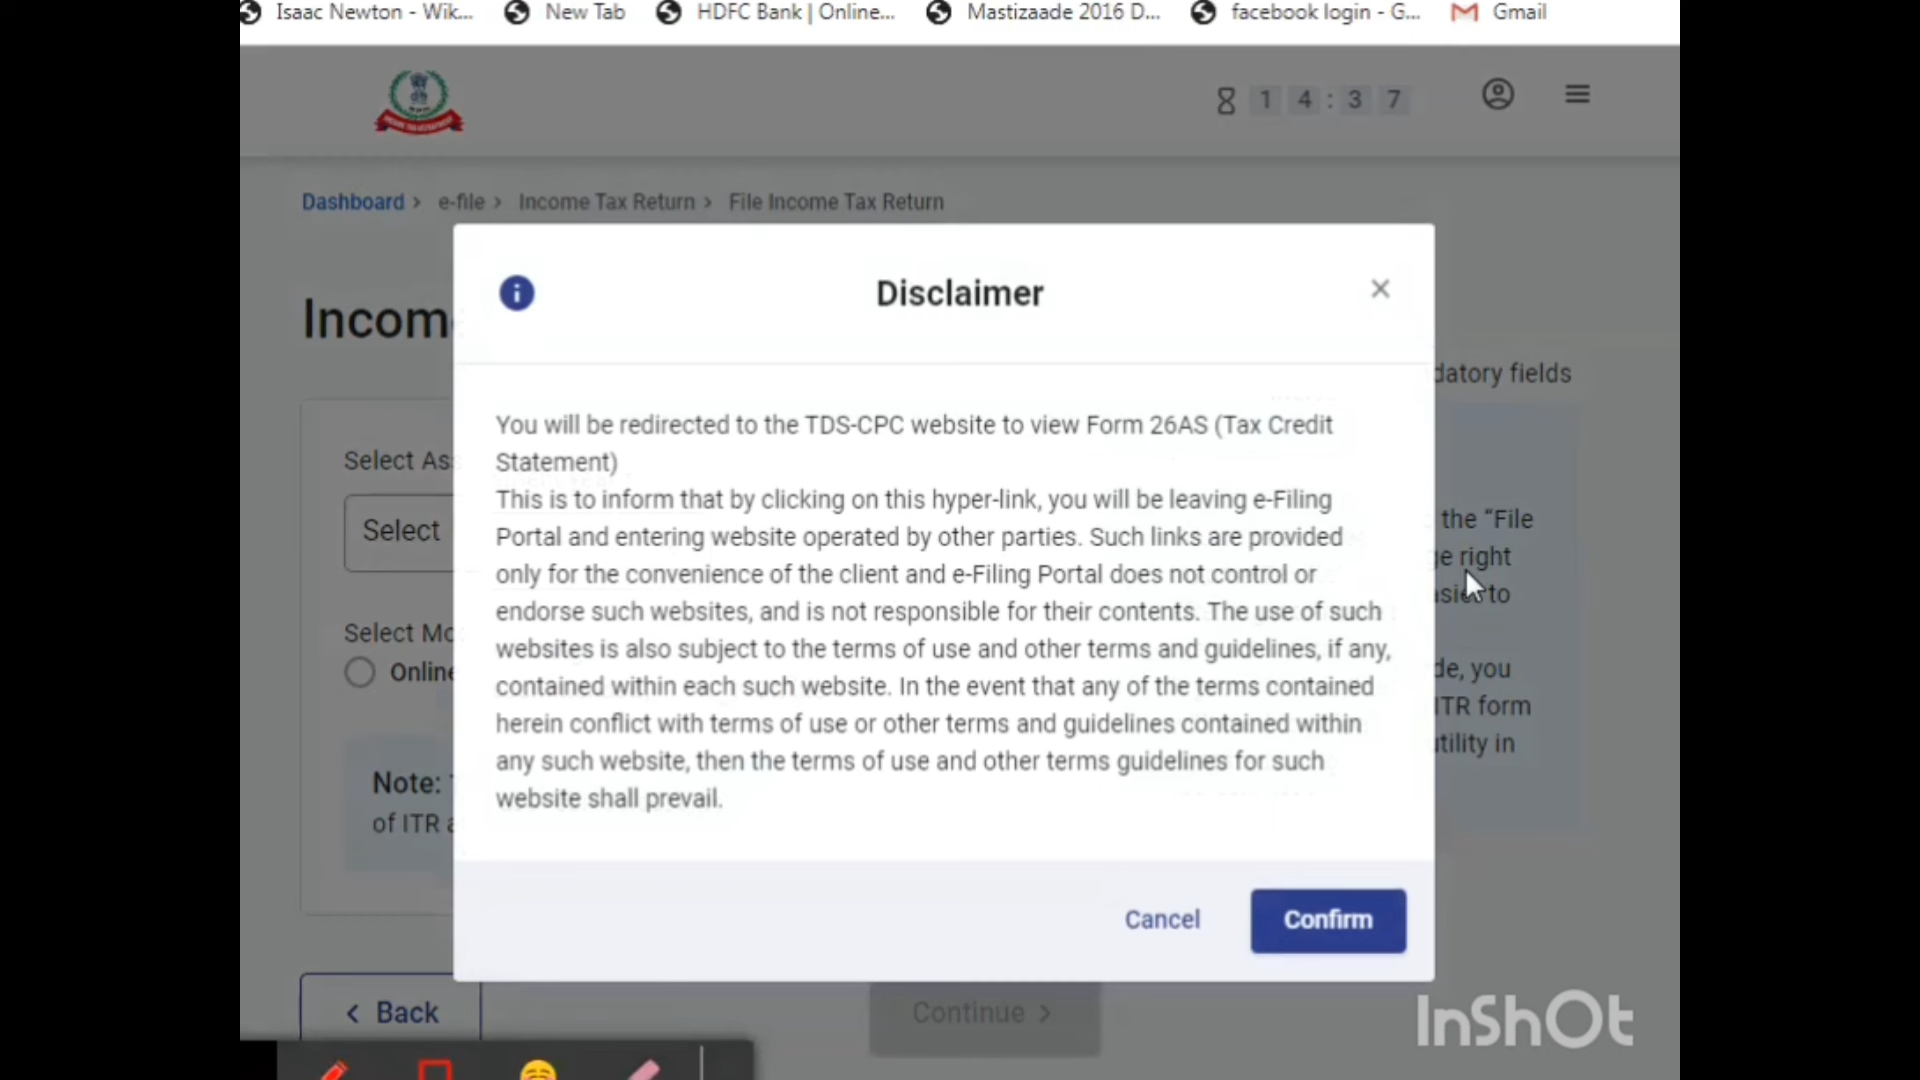 Isaac Newton - Wik... New Tab HDFC Bank | Online... Mastizaade 2016 D... facebook login - G... Gmail
1 4 : 3 7
Dashboard > e-file > Income Tax Return > File Income Tax Return
Disclaimer
Incom
datory fields
You will be redirected to the TDS-CPC website to view Form 26AS (Tax Credit
Statement)
This is to inform that by clicking on this hyper-link, you will be leaving e-Filing
Portal and entering website operated by other parties. Such links are provided
only for the convenience of the client and e-Filing Portal does not control or
endorse such websites, and is not responsible for their contents. The use of such
websites is also subject to the terms of use and other terms and guidelines, if any,
contained within each such website. In the event that any of the terms contained
herein conflict with terms of use or other terms and guidelines contained within
any such website, then the terms of use and other terms guidelines for such
website shall prevail.
Cancel Confirm
Select As
Select
Select Mo
Online
Note:
of ITR a
the “File
ge right
to
de, you
ITR form
utility in
< Back
Continue >
InShOt